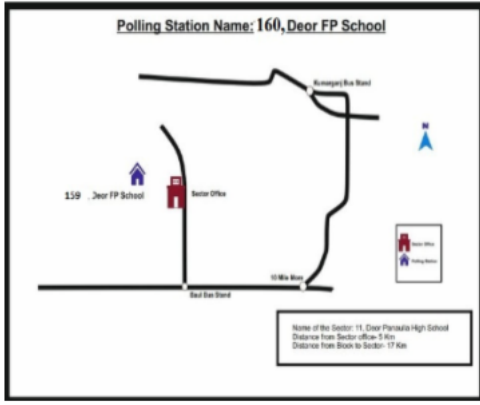 Polling Station Name: 160, Deor FP School
Kumarganj Bus Stand
N
159 . Deor FP School
Sector Office
Sector Office
Polling Station
10 Mile More
Baul Bus Stand
Name of the Sector: 11, Deor Panaulla High School
Distance from Sector office- 5 Km
Distance from Block to Sector- 17 Km